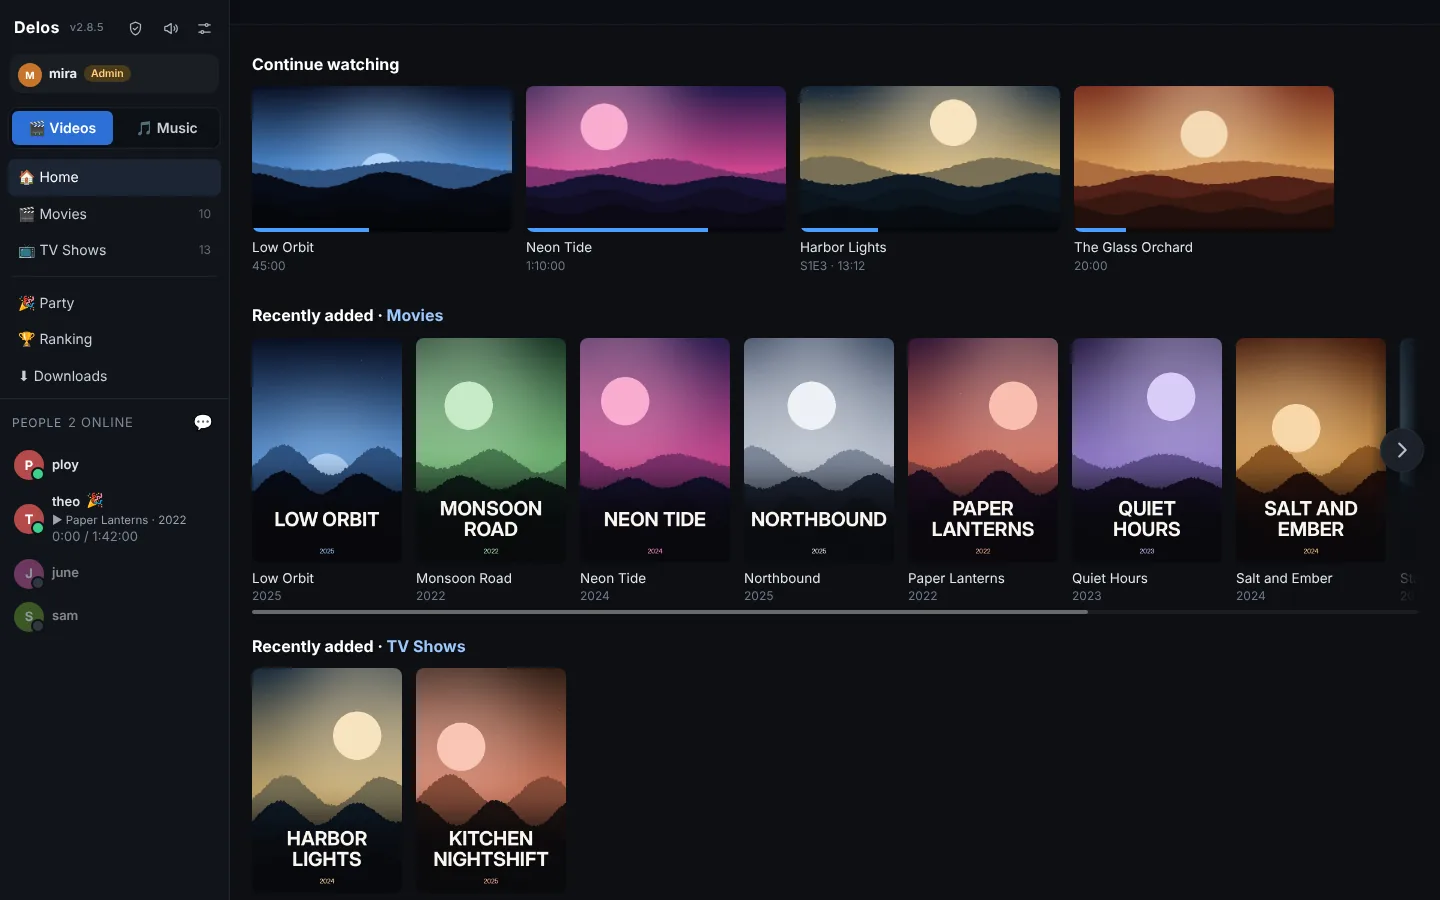 Delos v2.8.5
M mira Admin
🎬 Videos 🎵 Music
🏠 Home
🎬 Movies 10
📺 TV Shows 13
🎉 Party
🏆 Ranking
⬇ Downloads
PEOPLE 2 ONLINE 💬
P ploy
T theo 🎉
▶ Paper Lanterns · 2022
0:00 / 1:42:00
J june
S sam
Continue watching
Low Orbit
45:00
Neon Tide
1:10:00
Harbor Lights
S1E3 · 13:12
The Glass Orchard
20:00
Recently added · Movies
LOW ORBIT
2025
Low Orbit
2025
MONSOON
ROAD
2022
Monsoon Road
2022
NEON TIDE
2024
Neon Tide
2024
NORTHBOUND
2025
Northbound
2025
PAPER
LANTERNS
2022
Paper Lanterns
2022
QUIET
HOURS
2023
Quiet Hours
2023
SALT AND
EMBER
2024
Salt and Ember
2024
Recently added · TV Shows
HARBOR
LIGHTS
2024
KITCHEN
NIGHTSHIFT
2025